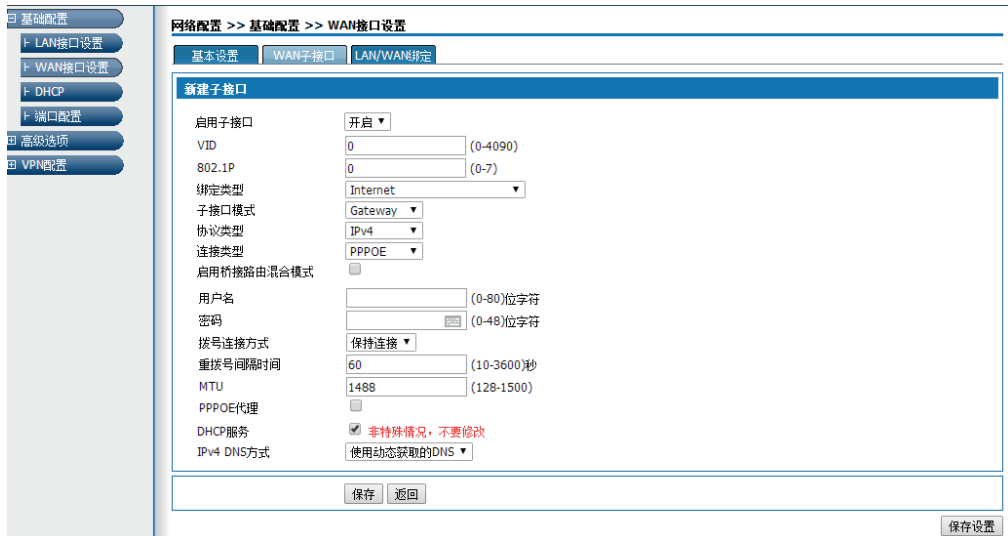 基础配置
LAN接口设置
WAN接口设置
DHCP
端口配置
高级选项
VPN配置
网络配置 >> 基础配置 >> WAN接口设置
基本设置 WAN子接口 LAN/WAN绑定
新建子接口
启用子接口 开启
VID 0 (0-4090)
802.1P 0 (0-7)
绑定类型 Internet
子接口模式 Gateway
协议类型 IPv4
连接类型 PPPOE
启用桥接路由混合模式
用户名 (0-80)位字符
密码 (0-48)位字符
拨号连接方式 保持连接
重拨号间隔时间 60 (10-3600)秒
MTU 1488 (128-1500)
PPPOE代理
DHCP服务 非特殊情况，不要修改
IPv4 DNS方式 使用动态获取的DNS
保存 返回
保存设置